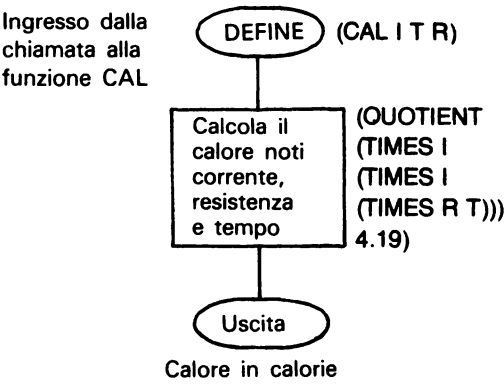 Ingresso dalla
chiamata alla
funzione CAL
DEFINE
(CAL I T R)
Calcola il
calore noti
corrente,
resistenza
e tempo
(OUOTIENT
(TIMES I
(TIMES I
(TIMES R T)))
4.19)
Uscita
Calore in calorie